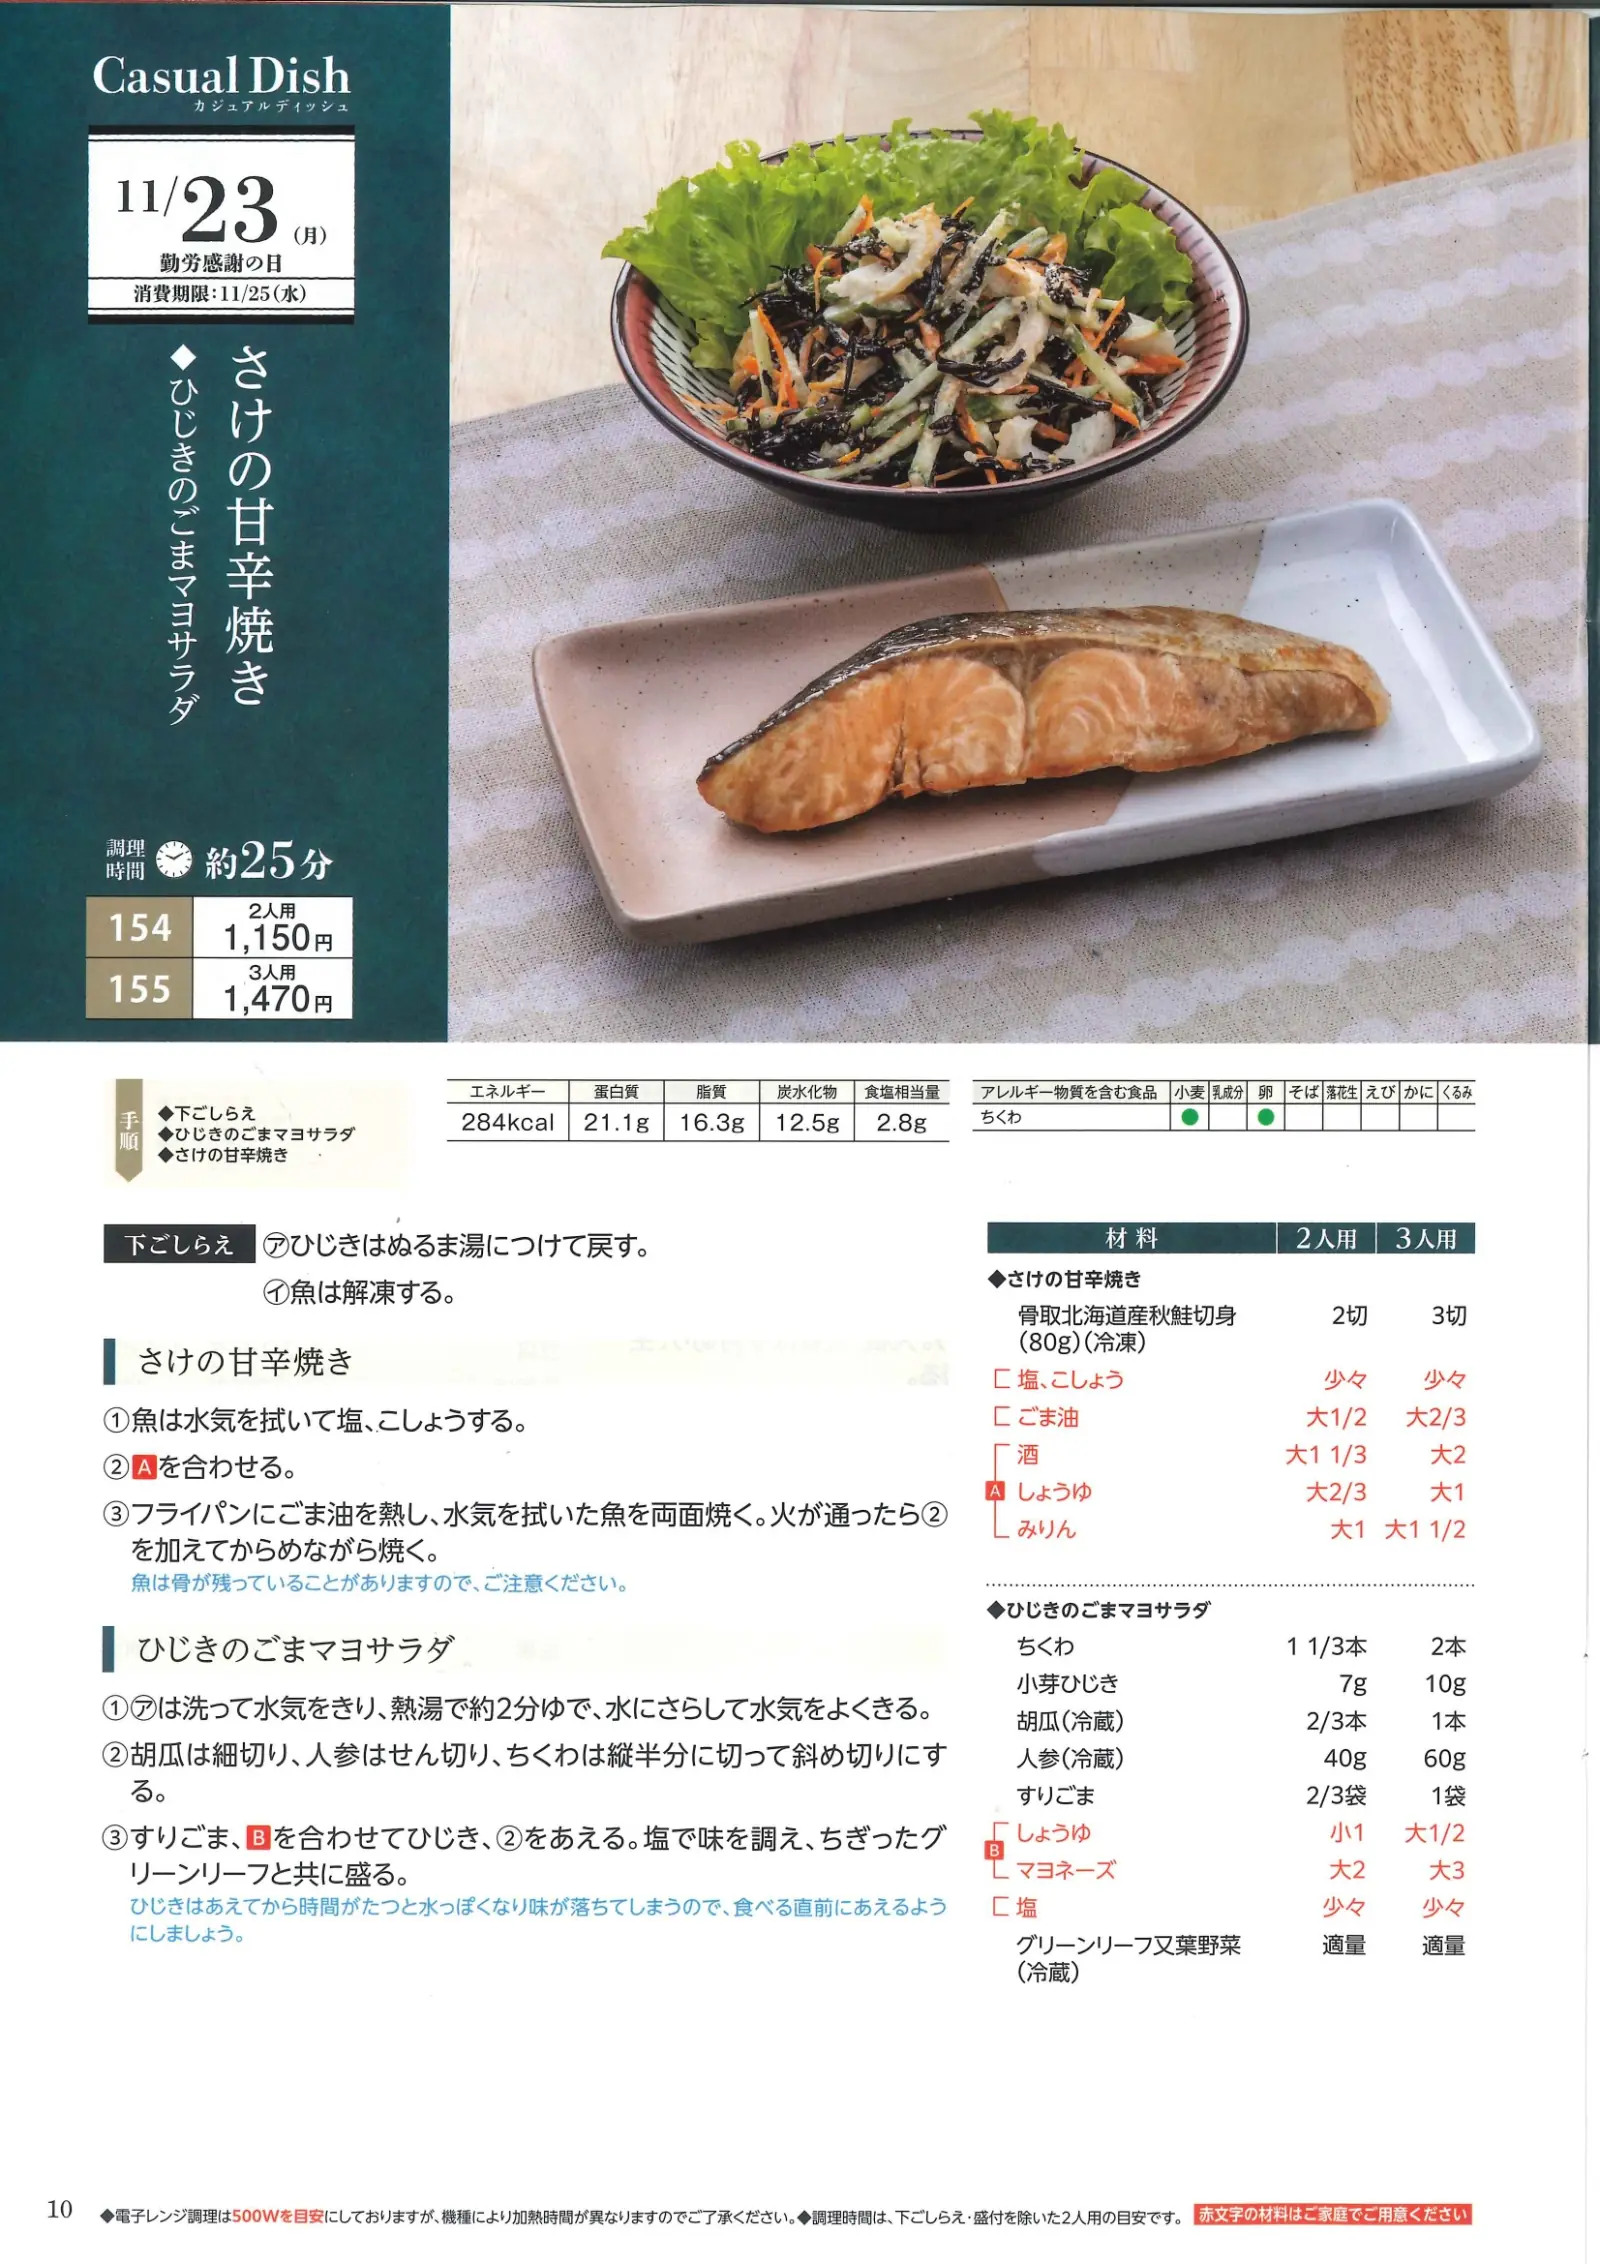 Casual Dish
カジュアルディッシュ
11/23(月)
勤労感謝の日
消費期限:11/25(水)
さけの甘辛焼き
◆ひじきのごまマヨサラダ
調理時間 約25分
154 2人用 1,150円
155 3人用 1,470円
手順
◆下ごしらえ
◆ひじきのごまマヨサラダ
◆さけの甘辛焼き
エネルギー 蛋白質 脂質 炭水化物 食塩相当量
284kcal 21.1g 16.3g 12.5g 2.8g
アレルギー物質を含む食品 小麦 乳成分 卵 そば 落花生 えび かに くるみ
ちくわ ● ●
下ごしらえ ㋐ひじきはぬるま湯につけて戻す。
㋑魚は解凍する。
さけの甘辛焼き
①魚は水気を拭いて塩、こしょうする。
②Aを合わせる。
③フライパンにごま油を熱し、水気を拭いた魚を両面焼く。火が通ったら②
を加えてからめながら焼く。
魚は骨が残っていることがありますので、ご注意ください。
ひじきのごまマヨサラダ
①㋐は洗って水気をきり、熱湯で約2分ゆで、水にさらして水気をよくきる。
②胡瓜は細切り、人参はせん切り、ちくわは縦半分に切って斜め切りにす
る。
③すりごま、Bを合わせてひじき、②をあえる。塩で味を調え、ちぎったグ
リーンリーフと共に盛る。
ひじきはあえてから時間がたつと水っぽくなり味が落ちてしまうので、食べる直前にあえるよう
にしましょう。
材料 2人用 3人用
◆さけの甘辛焼き
骨取北海道産秋鮭切身 2切 3切
(80g)(冷凍)
塩、こしょう 少々 少々
ごま油 大1/2 大2/3
酒 大1 1/3 大2
A しょうゆ 大2/3 大1
みりん 大1 大1 1/2
◆ひじきのごまマヨサラダ
ちくわ 1 1/3本 2本
小芽ひじき 7g 10g
胡瓜(冷蔵) 2/3本 1本
人参(冷蔵) 40g 60g
すりごま 2/3袋 1袋
B しょうゆ 小1 大1/2
マヨネーズ 大2 大3
塩 少々 少々
グリーンリーフ又葉野菜 適量 適量
(冷蔵)
10 ◆電子レンジ調理は500Wを目安にしておりますが、機種により加熱時間が異なりますのでご了承ください。◆調理時間は、下ごしらえ・盛付を除いた2人用の目安です。 赤文字の材料はご家庭でご用意ください